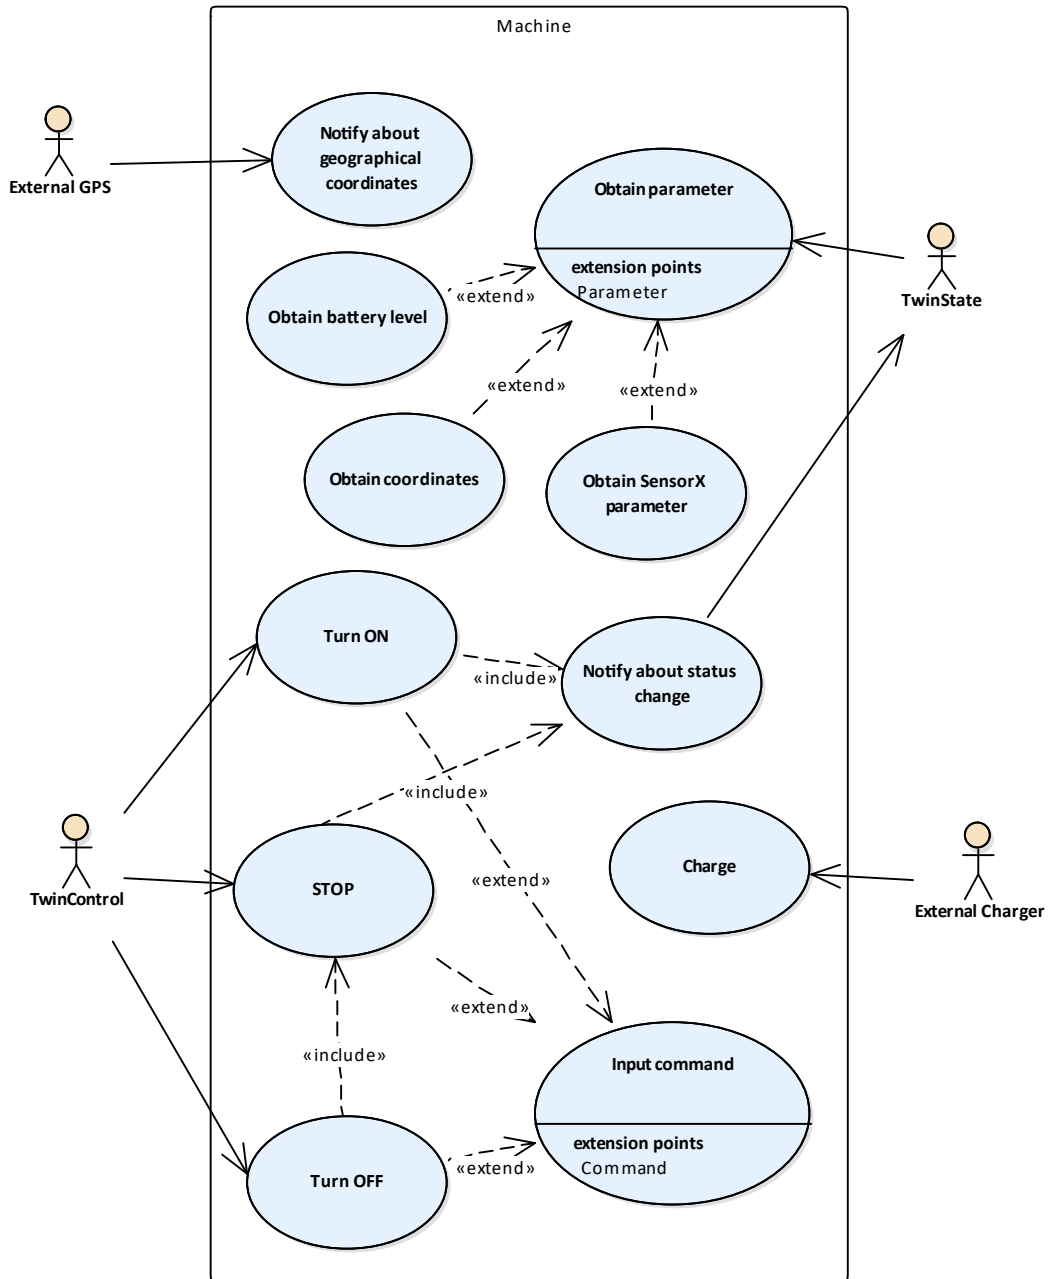 Machine
Notify about
geographical
coordinates
External GPS
Obtain parameter
extension points
Parameter
TwinState
«extend»
Obtain battery level
«extend»
«extend»
Obtain coordinates
Obtain SensorX
parameter
Turn ON
«include»
Notify about status
change
«include»
TwinControl
STOP
«extend»
Charge
External Charger
«extend»
«include»
Input command
extension points
Command
«extend»
Turn OFF